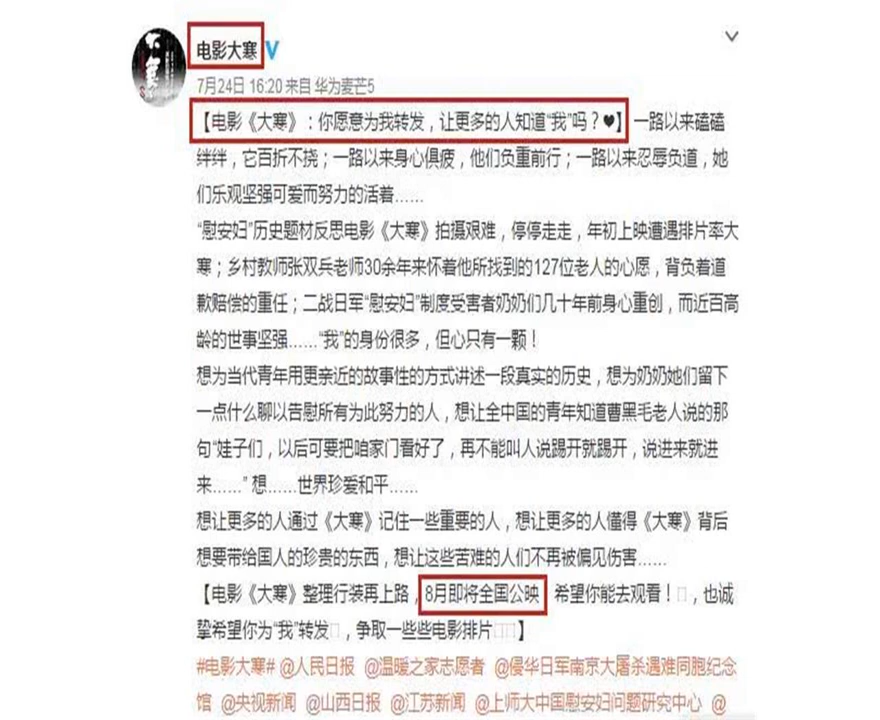 电影大寒 V
7月24日 16:20 来自 华为麦芒5
【电影《大寒》：你愿意为我转发，让更多的人知道“我”吗？❤】一路以来磕磕
绊绊，它百折不挠；一路以来身心俱疲，他们负重前行；一路以来忍辱负道，她
们乐观坚强可爱而努力的活着……
“慰安妇”历史题材反思电影《大寒》拍摄艰难，停停走走，年初上映遭遇排片率大
寒；乡村教师张双兵老师30余年来怀着他所找到的127位老人的心愿，背负着道
歉赔偿的重任；二战日军“慰安妇”制度受害者奶奶们几十年前身心重创，而近百高
龄的世事坚强……“我”的身份很多，但心只有一颗！
想为当代青年用更亲近的故事性的方式讲述一段真实的历史，想为奶奶她们留下
一点什么聊以告慰所有为此努力的人，想让全中国的青年知道曹黑毛老人说的那
句“娃子们，以后可要把咱家门看好了，再不能叫人说踢开就踢开，说进来就进
来……” 想……世界珍爱和平……
想让更多的人通过《大寒》记住一些重要的人，想让更多的人懂得《大寒》背后
想要带给国人的珍贵的东西，想让这些苦难的人们不再被偏见伤害……
【电影《大寒》整理行装再上路，8月即将全国公映，希望你能去观看！，也诚
挚希望你为“我”转发，争取一些些电影排片】
#电影大寒# @人民日报 @温暖之家志愿者 @侵华日军南京大屠杀遇难同胞纪念
馆 @央视新闻 @山西日报 @江苏新闻 @上师大中国慰安妇问题研究中心 @